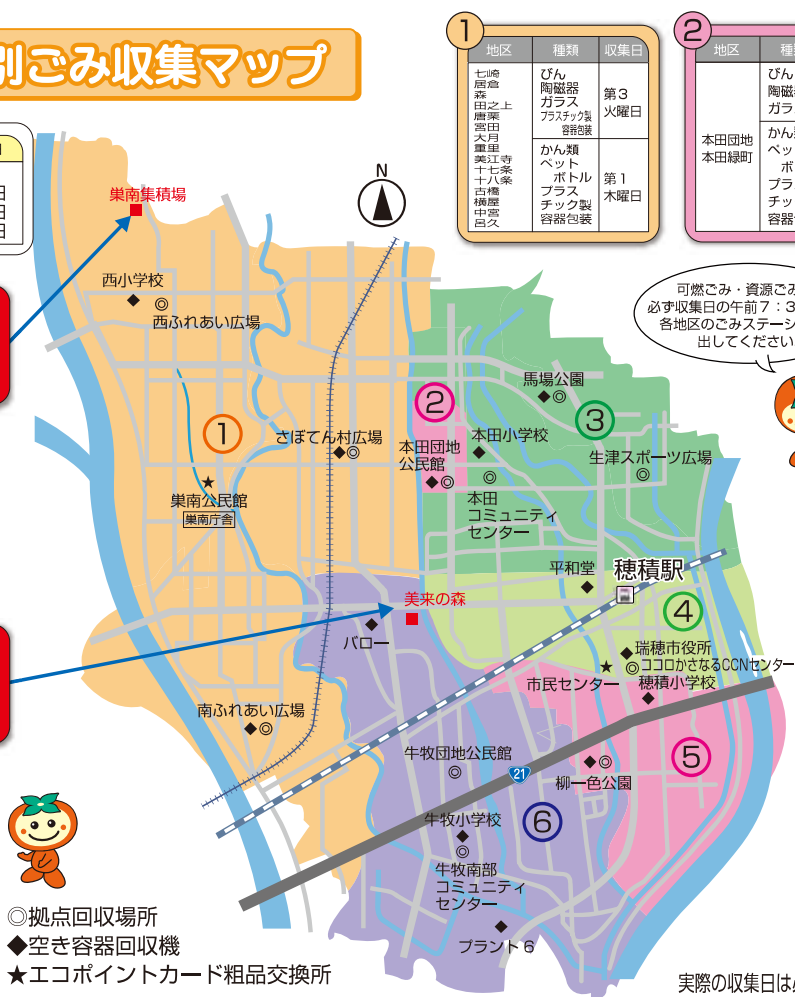 別ごみ収集マップ
1
地区 種類 収集日
七崎
居倉
森
田之上
唐栗
宮田
大月
重里
美江寺
十七条
十八条
古橋
横屋
中宮
呂久
びん
陶磁器
ガラス
プラスチック製
容器包装
第3
火曜日
かん類
ペット
ボトル
プラス
チック製
容器包装
第1
木曜日
2
地区
本田団地
本田緑町
びん
陶磁
ガラ
かん
ペッ
ボ
プラ
チッ
容器
日
日
日
N
可燃ごみ・資源ごみ
必ず収集日の午前7：3
各地区のごみステーシ
出してください
巣南集積場
西小学校
西ふれあい広場
馬場公園
2
3
1
さぼてん村広場
本田団地
公民館
本田小学校
生津スポーツ広場
巣南公民館
巣南庁舎
本田
コミュニティ
センター
平和堂
穂積駅
美来の森
4
バロー
瑞穂市役所
ココロかさなるCCNセンター
市民センター
穂積小学校
南ふれあい広場
牛牧団地公民館
5
21
柳一色公園
牛牧小学校
6
牛牧南部
コミュニティ
センター
プラント6
◎拠点回収場所
◆空き容器回収機
★エコポイントカード粗品交換所
実際の収集日は